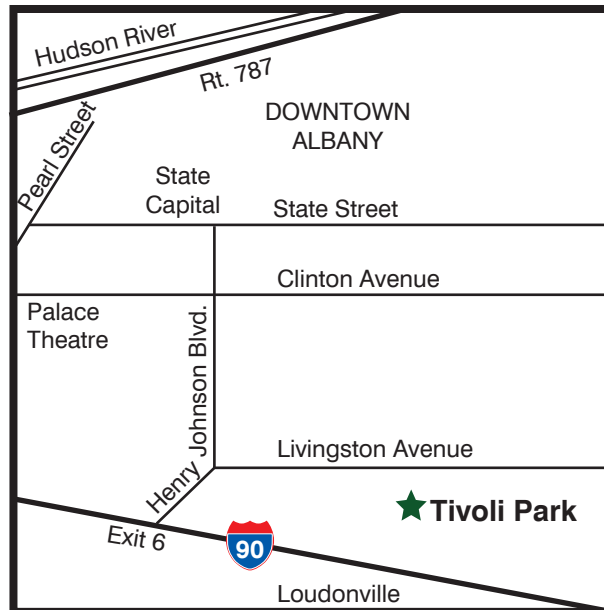 Hudson River
Rt. 787
DOWNTOWN
ALBANY
Pearl Street
State
Capital
State Street
Clinton Avenue
Palace
Theatre
Henry Johnson Blvd.
Livingston Avenue
Tivoli Park
Exit 6
90
Loudonville